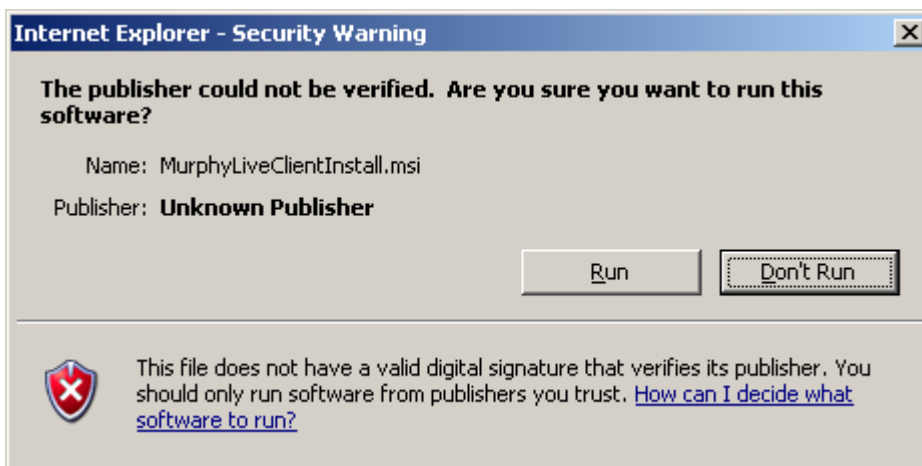 Internet Explorer - Security Warning
The publisher could not be verified.  Are you sure you want to run this
software?
Name: MurphyLiveClientInstall.msi
Publisher: Unknown Publisher
Run Don't Run
This file does not have a valid digital signature that verifies its publisher. You
should only run software from publishers you trust. How can I decide what
software to run?